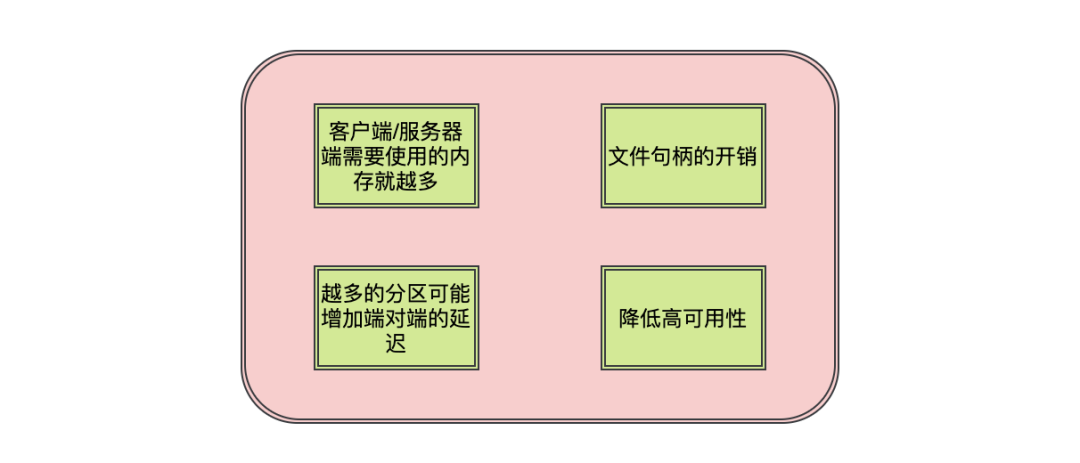 客户端/服务器
端需要使用的内
存就越多
文件句柄的开销
越多的分区可能
增加端对端的延
迟
降低高可用性